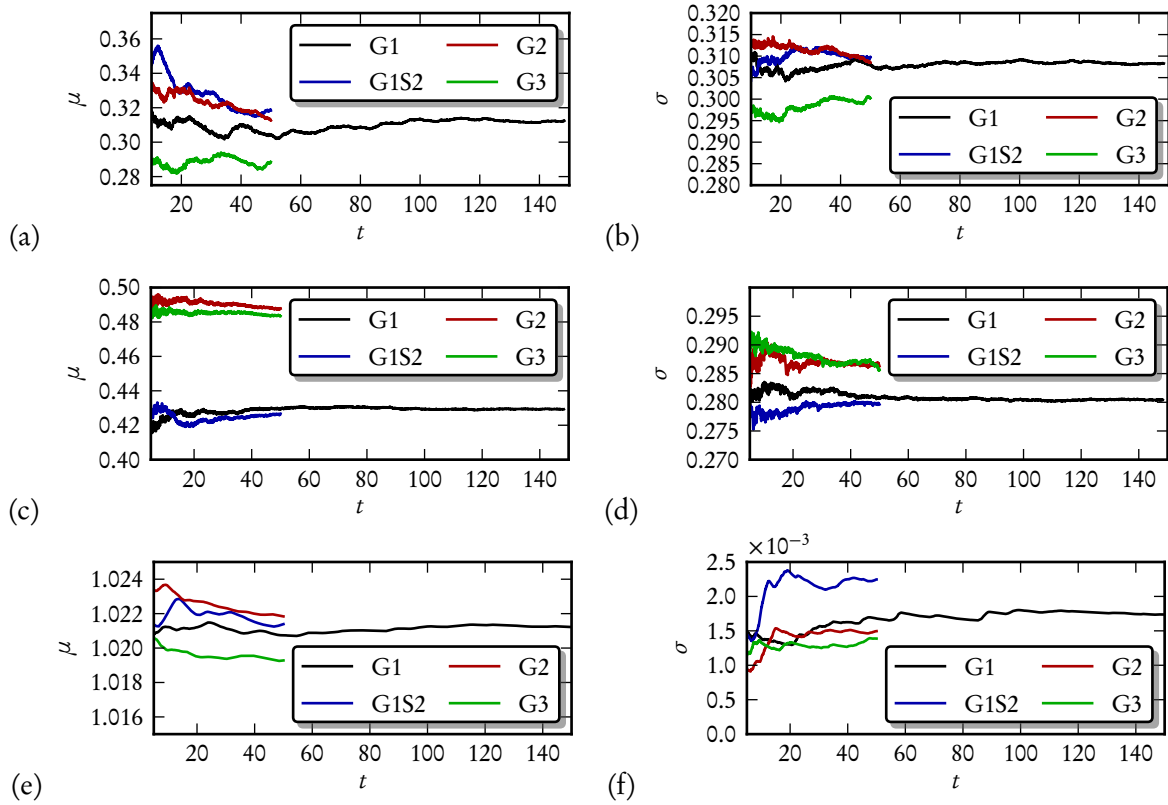 0.36
0.34
0.32
0.30
0.28
μ
G1
G2
G1S2
G3
20 40 60 80 100 120 140
t
(a)
0.320
0.315
0.310
0.305
0.300
0.295
0.290
0.285
0.280
σ
G1
G2
G1S2
G3
20 40 60 80 100 120 140
t
(b)
0.50
0.48
0.46
0.44
0.42
0.40
μ
G1
G2
G1S2
G3
20 40 60 80 100 120 140
t
(c)
0.295
0.290
0.285
0.280
0.275
0.270
σ
G1
G2
G1S2
G3
20 40 60 80 100 120 140
t
(d)
1.024
1.022
1.020
1.018
1.016
μ
G1
G2
G1S2
G3
20 40 60 80 100 120 140
t
(e)
×10⁻³
2.5
2.0
1.5
1.0
0.5
0.0
σ
G1
G2
G1S2
G3
20 40 60 80 100 120 140
t
(f)